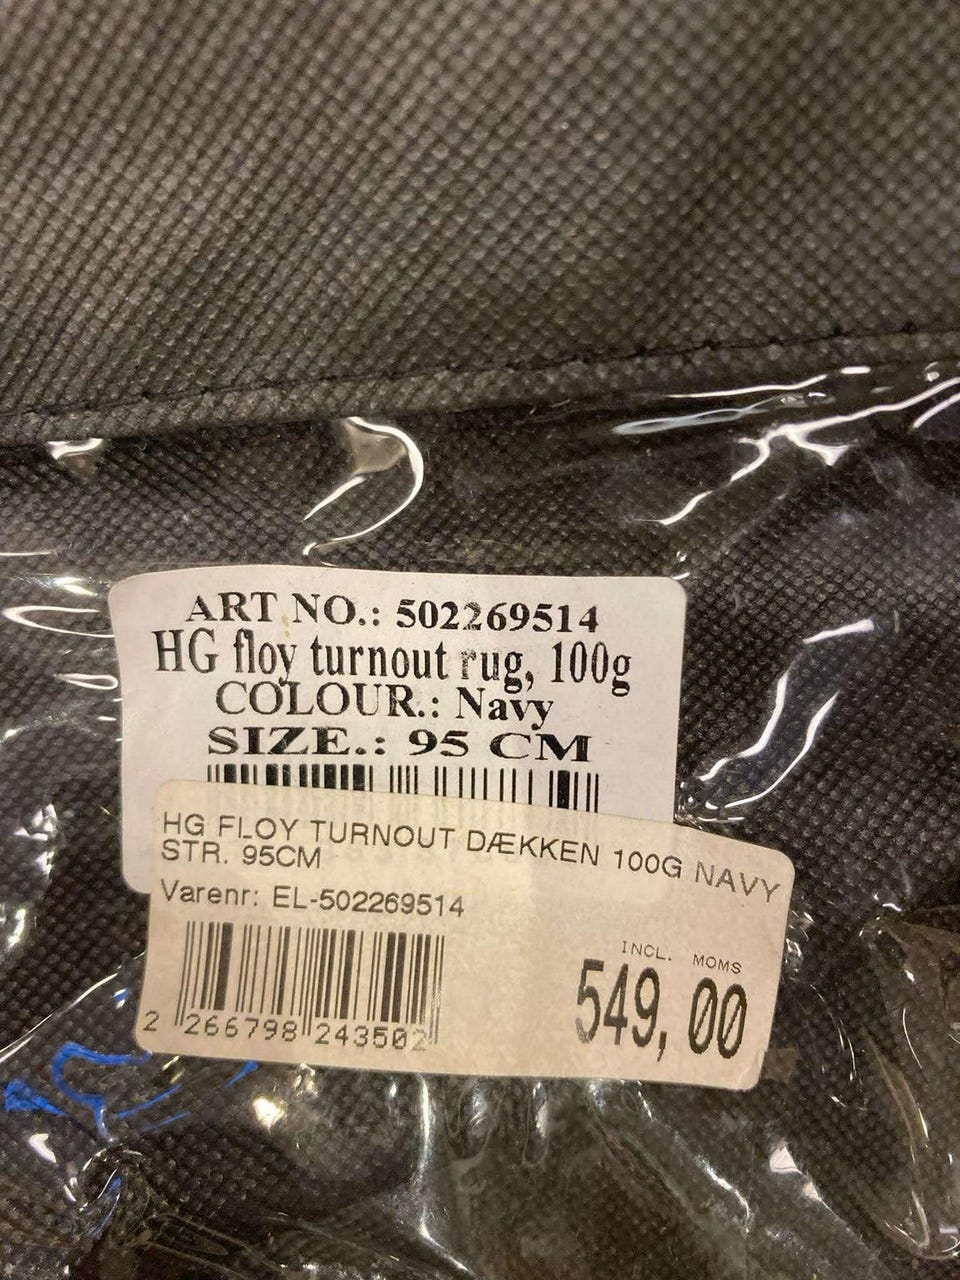 ART NO.: 502269514
HG floy turnout rug, 100g
COLOUR.: Navy
SIZE.: 95 CM
HG FLOY TURNOUT DÆKKEN 100G NAVY
STR. 95CM
Varenr: EL-502269514
INCL. MOMS
549,00
2 266798 243502